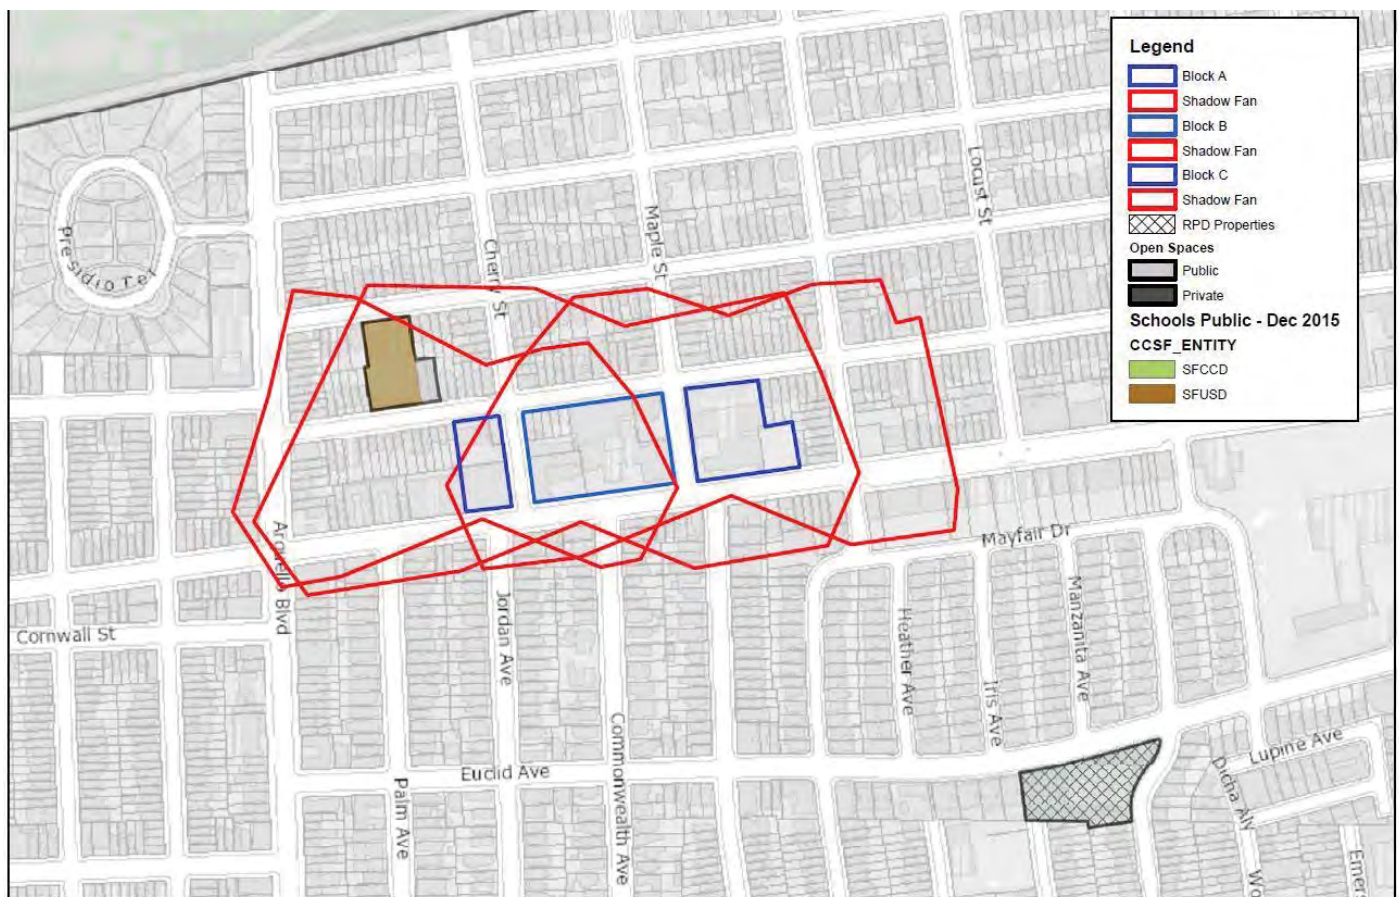 Legend
Block A
Shadow Fan
Block B
Shadow Fan
Block C
Shadow Fan
RPD Properties
Open Spaces
Public
Private
Schools Public - Dec 2015
CCSF_ENTITY
SFCCD
SFUSD
Locust St
Maple St
Cherry St
Presidio Ter
Mayfair Dr
Arguello Blvd
Cornwall St
Jordan Ave
Heather Ave
Manzanita Ave
Iris Ave
Commonwealth Ave
Euclid Ave
Palm Ave
Lupine Ave
Dicha Aly
Wo
Emers